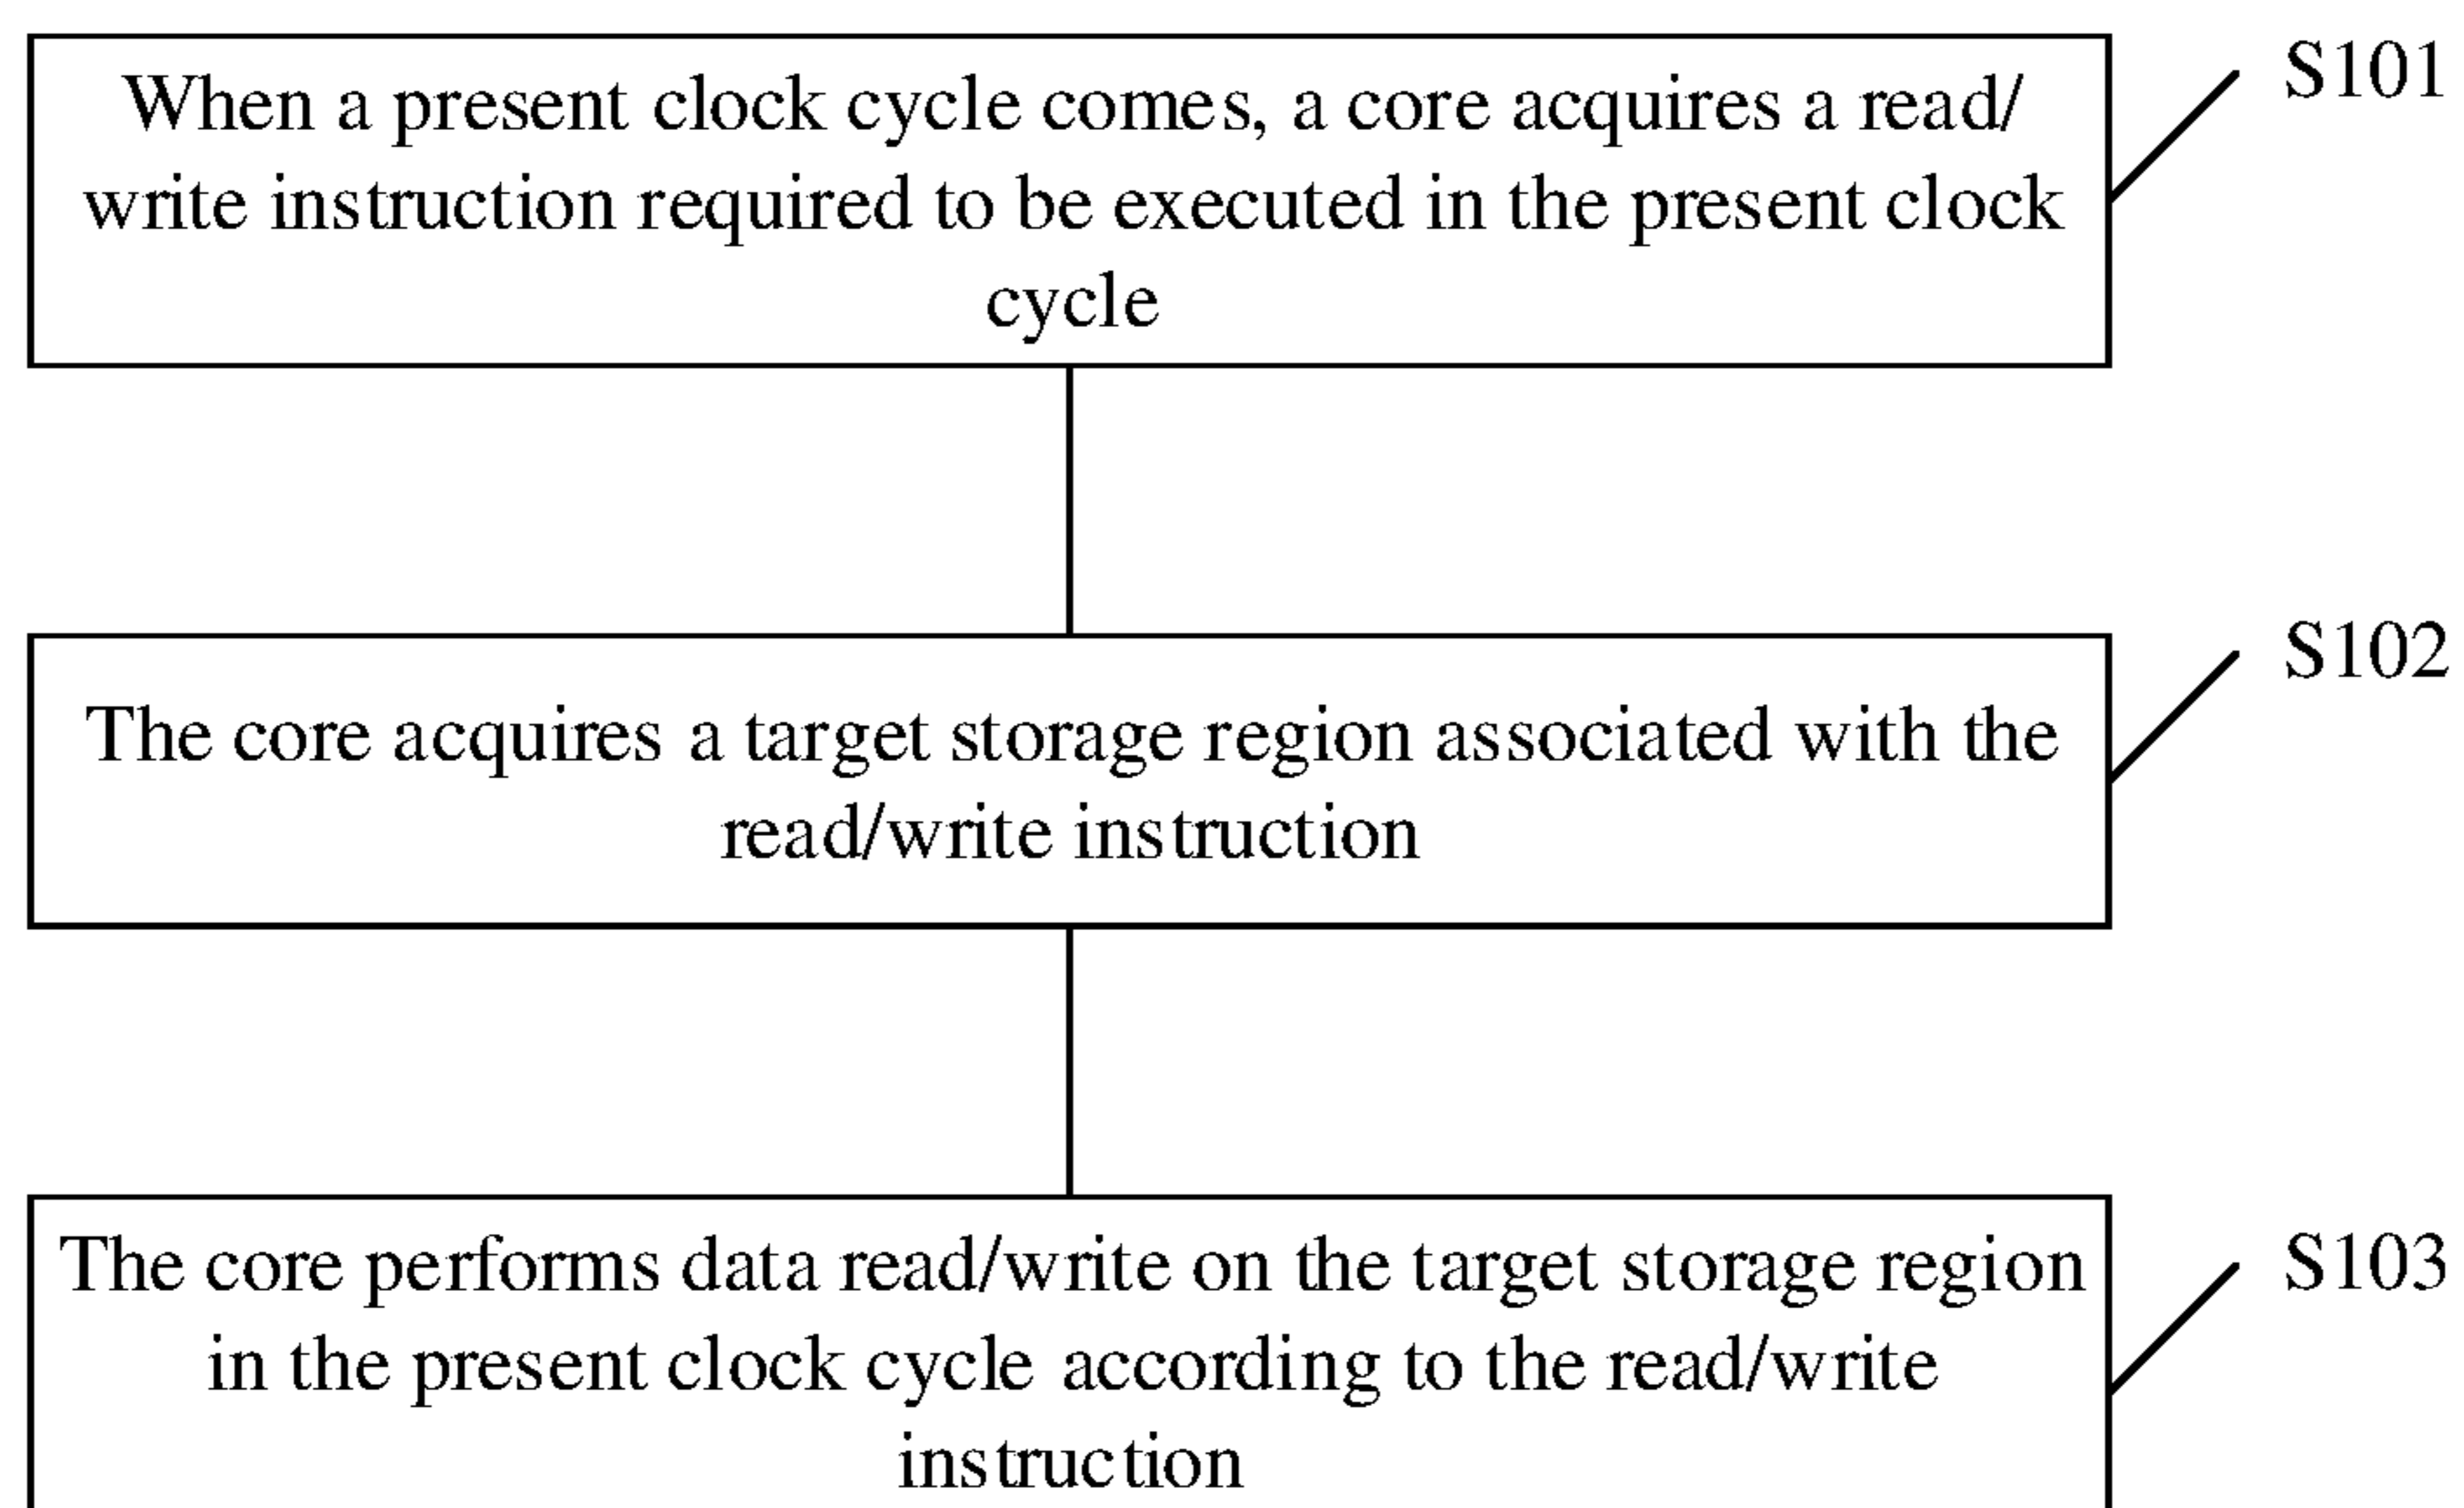 When a present clock cycle comes, a core acquires a read/
write instruction required to be executed in the present clock
cycle
S101
The core acquires a target storage region associated with the
read/write instruction
S102
The core performs data read/write on the target storage region
in the present clock cycle according to the read/write
instruction
S103